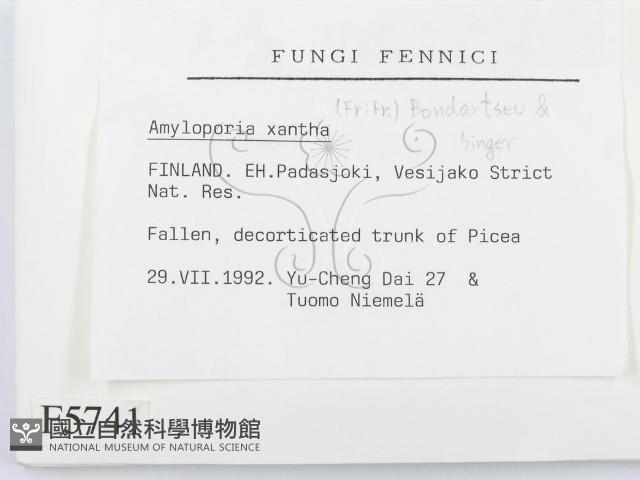 FUNGI FENNICI
(Fr:Fr.) Bondartsev &
Singer
Amyloporia xantha
FINLAND. EH.Padasjoki, Vesijako Strict
Nat. Res.
Fallen, decorticated trunk of Picea
29.VII.1992. Yu-Cheng Dai 27 &
Tuomo Niemelä
F5741
國立自然科學博物館
NATIONAL MUSEUM OF NATURAL SCIENCE